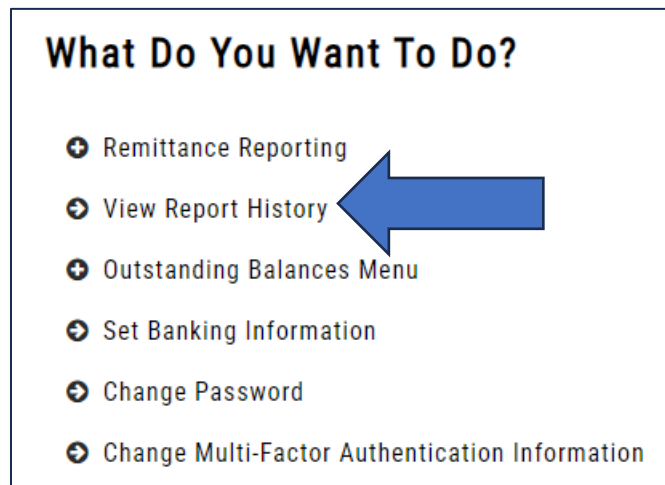 What Do You Want To Do?
Remittance Reporting
View Report History
Outstanding Balances Menu
Set Banking Information
Change Password
Change Multi-Factor Authentication Information